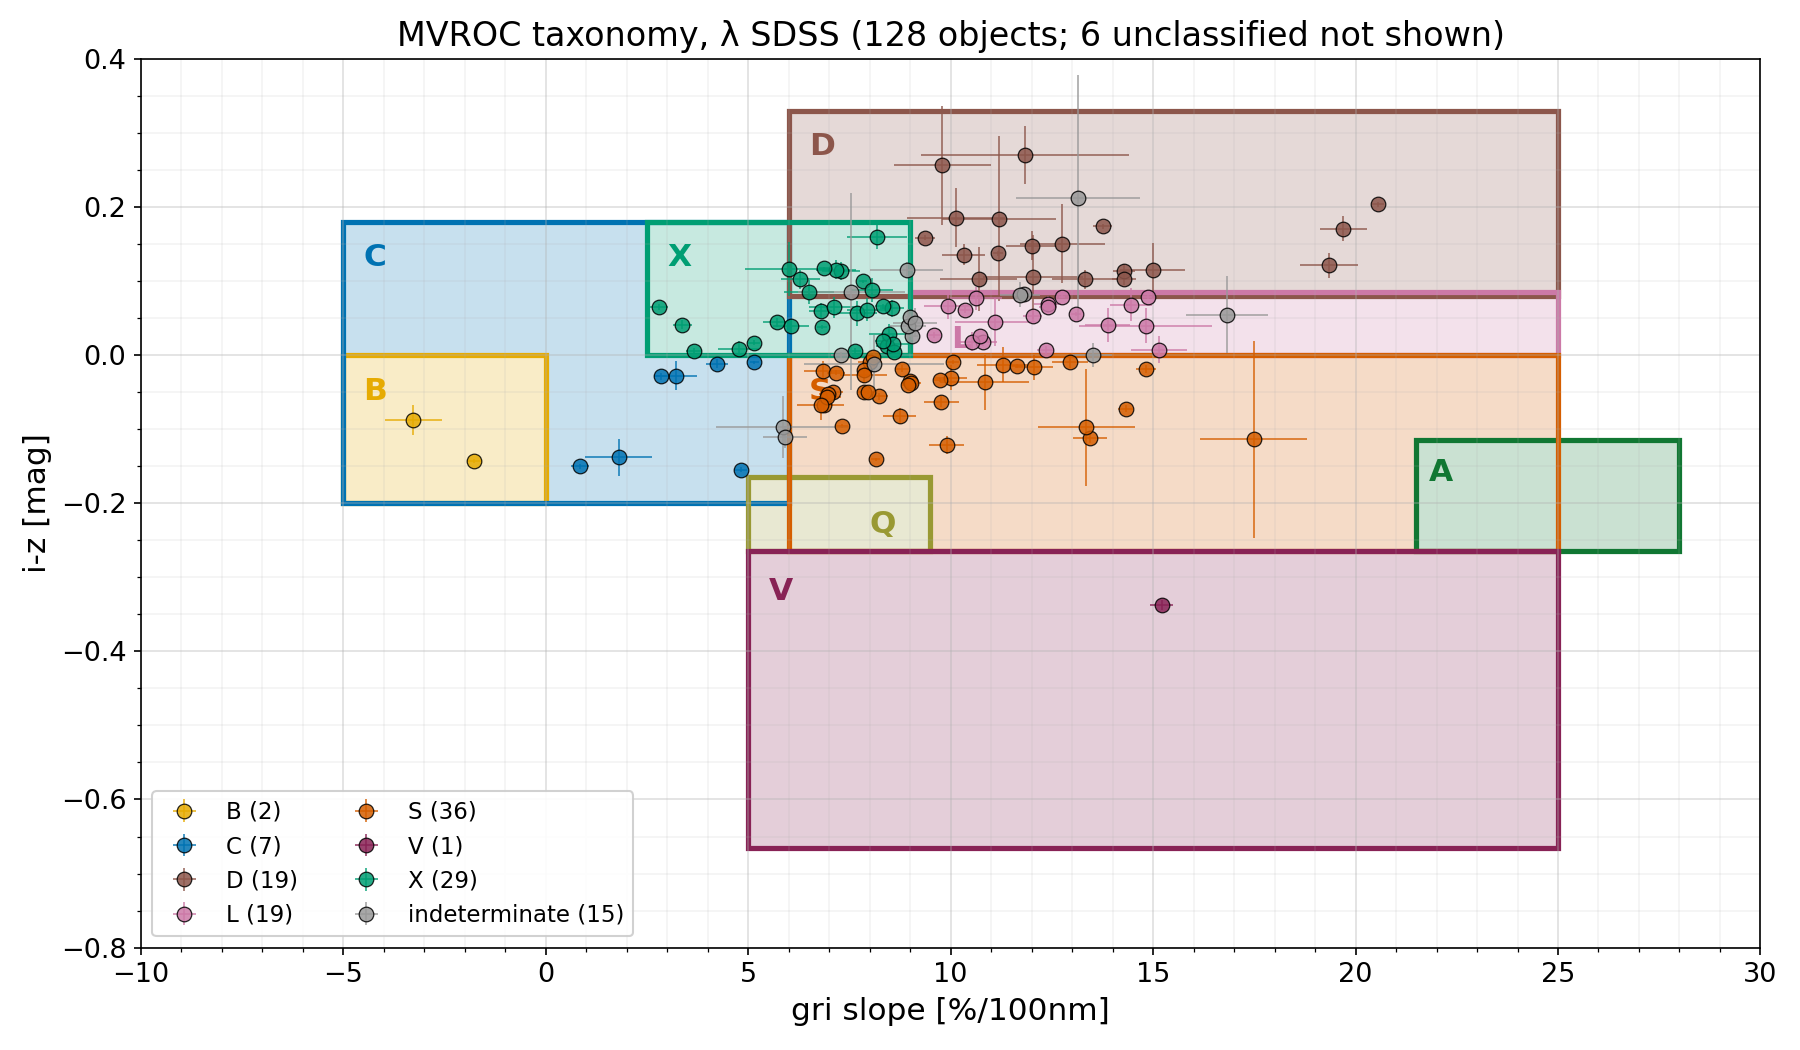 MVROC taxonomy, λ SDSS (128 objects; 6 unclassified not shown)
0.4
0.2
0.0
−0.2
−0.4
−0.6
−0.8
i-z [mag]
D
C
X
L
B
S
A
Q
V
B (2)
C (7)
D (19)
L (19)
S (36)
V (1)
X (29)
indeterminate (15)
−10
−5
0
5
10
15
20
25
30
gri slope [%/100nm]